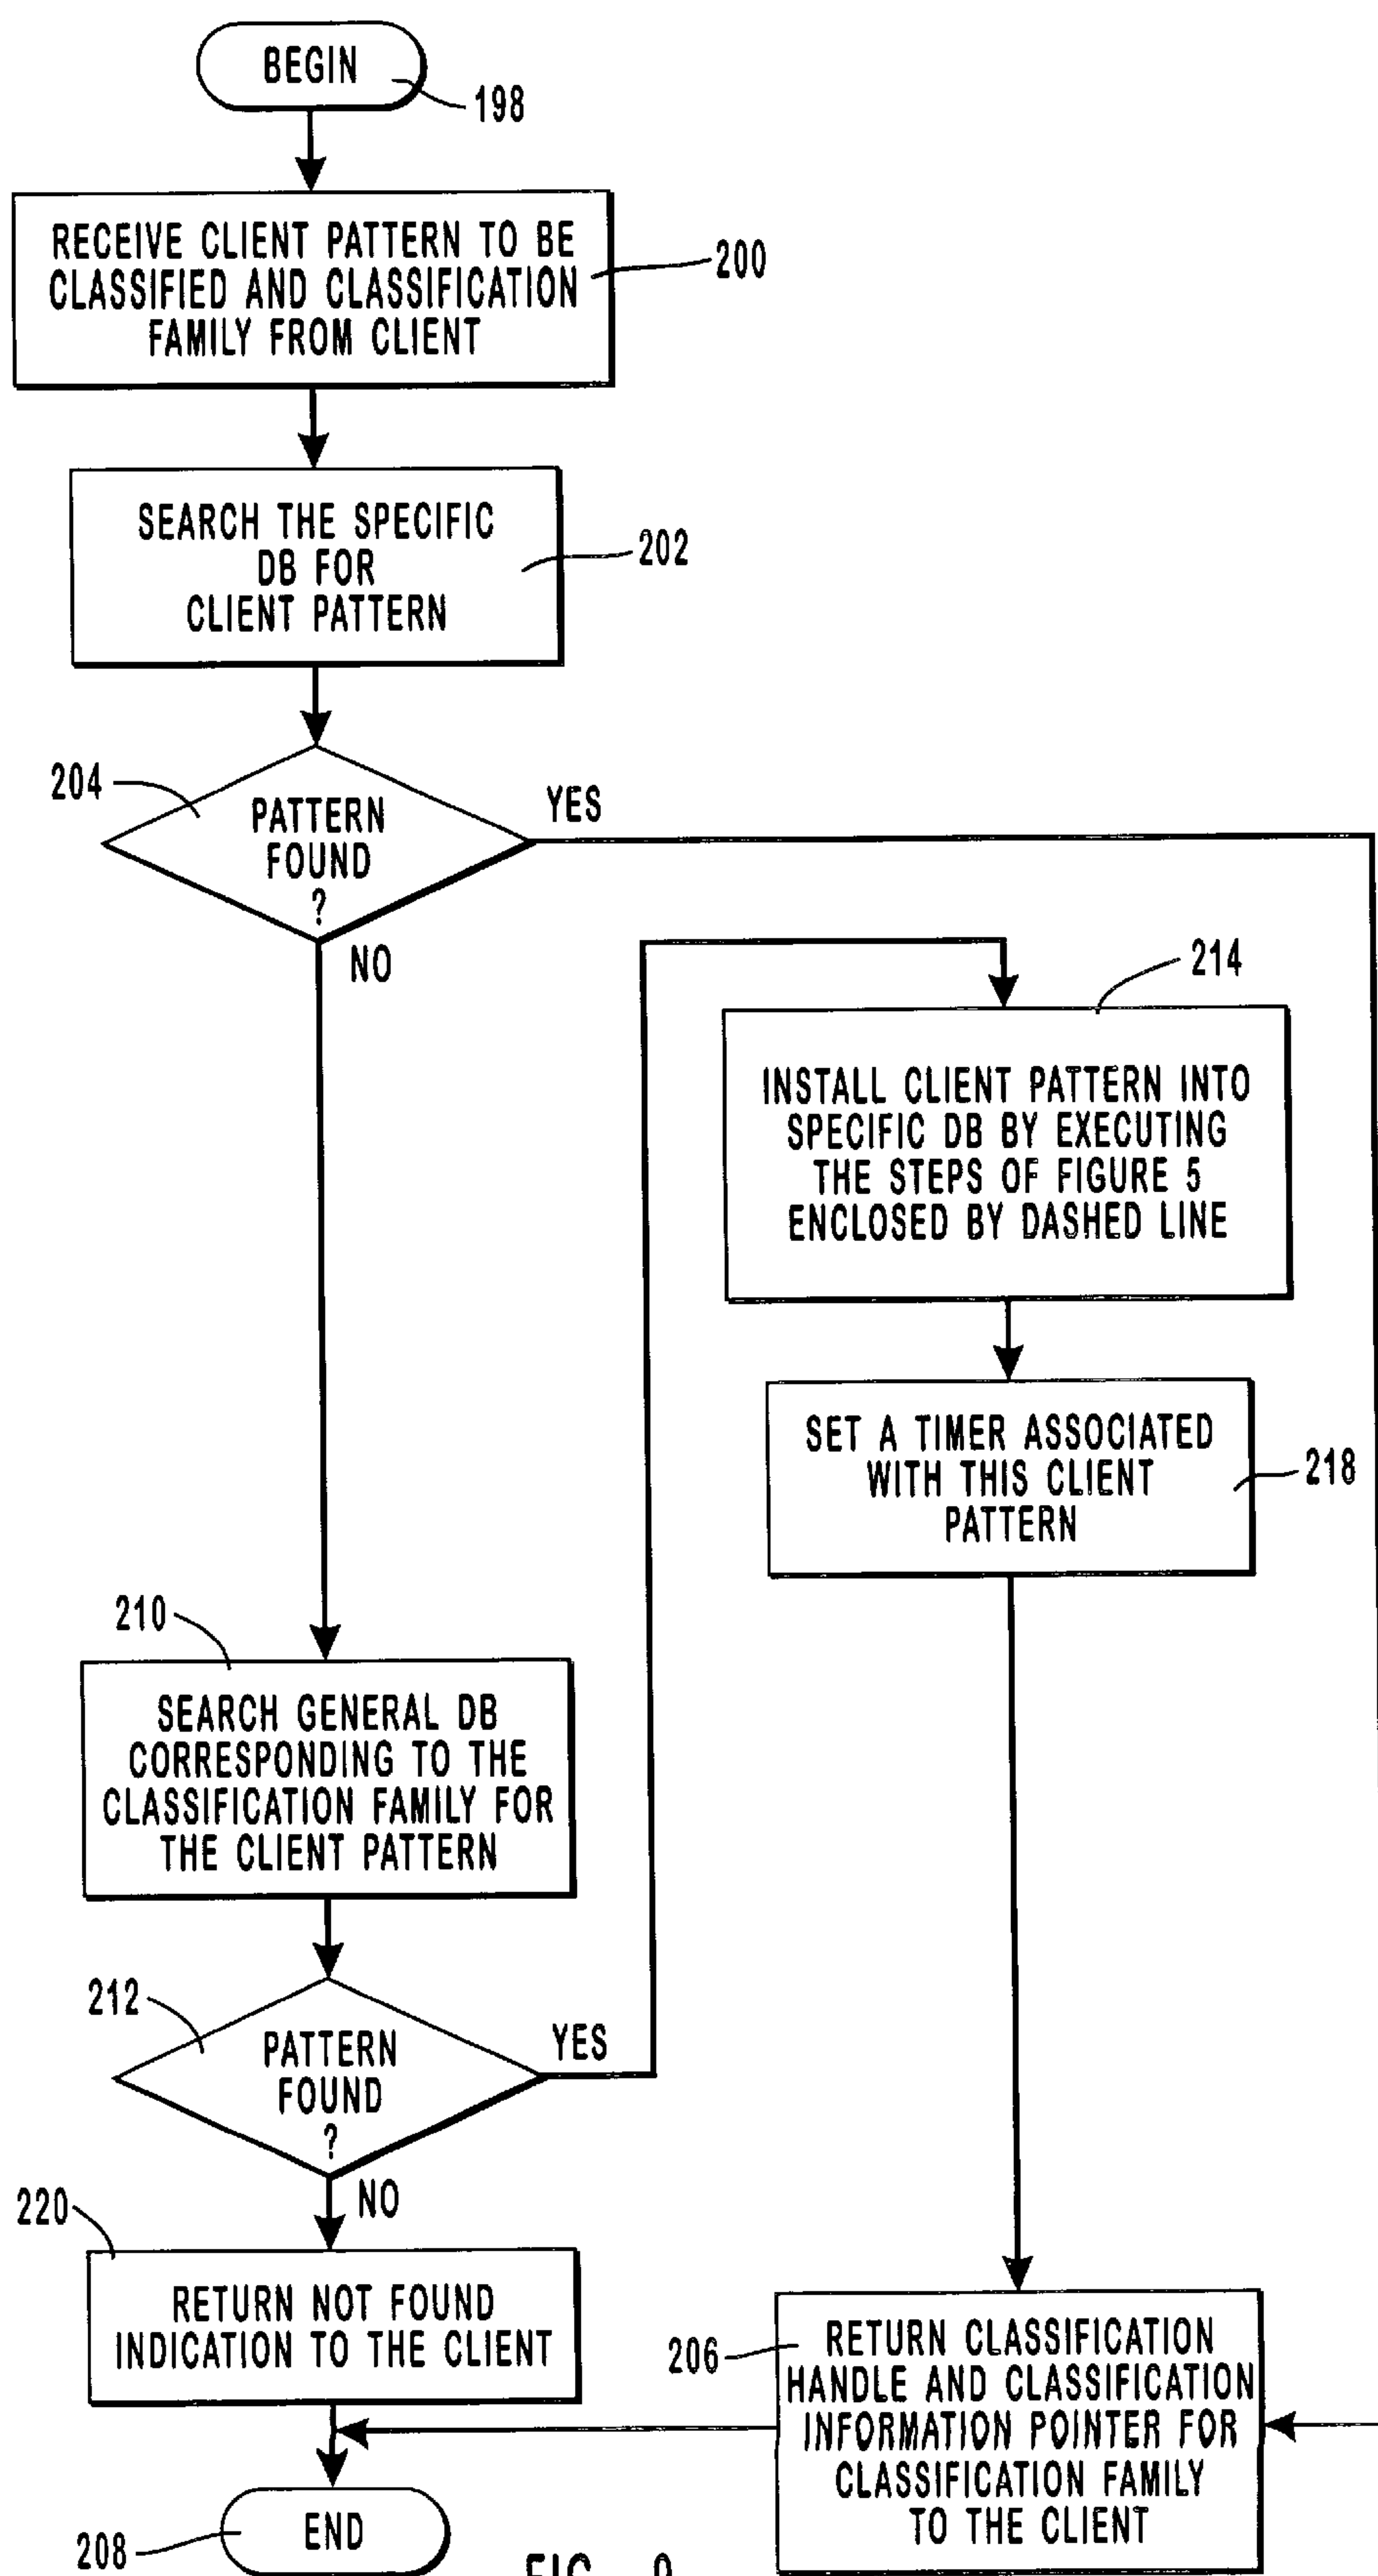 BEGIN
198
RECEIVE CLIENT PATTERN TO BE
CLASSIFIED AND CLASSIFICATION
FAMILY FROM CLIENT
200
SEARCH THE SPECIFIC
DB FOR
CLIENT PATTERN
202
204
PATTERN
FOUND
?
YES
NO
214
INSTALL CLIENT PATTERN INTO
SPECIFIC DB BY EXECUTING
THE STEPS OF FIGURE 5
ENCLOSED BY DASHED LINE
SET A TIMER ASSOCIATED
WITH THIS CLIENT
PATTERN
218
210
SEARCH GENERAL DB
CORRESPONDING TO THE
CLASSIFICATION FAMILY FOR
THE CLIENT PATTERN
212
PATTERN
FOUND
?
YES
NO
220
RETURN NOT FOUND
INDICATION TO THE CLIENT
206
RETURN CLASSIFICATION
HANDLE AND CLASSIFICATION
INFORMATION POINTER FOR
CLASSIFICATION FAMILY
TO THE CLIENT
END
208
FIG.